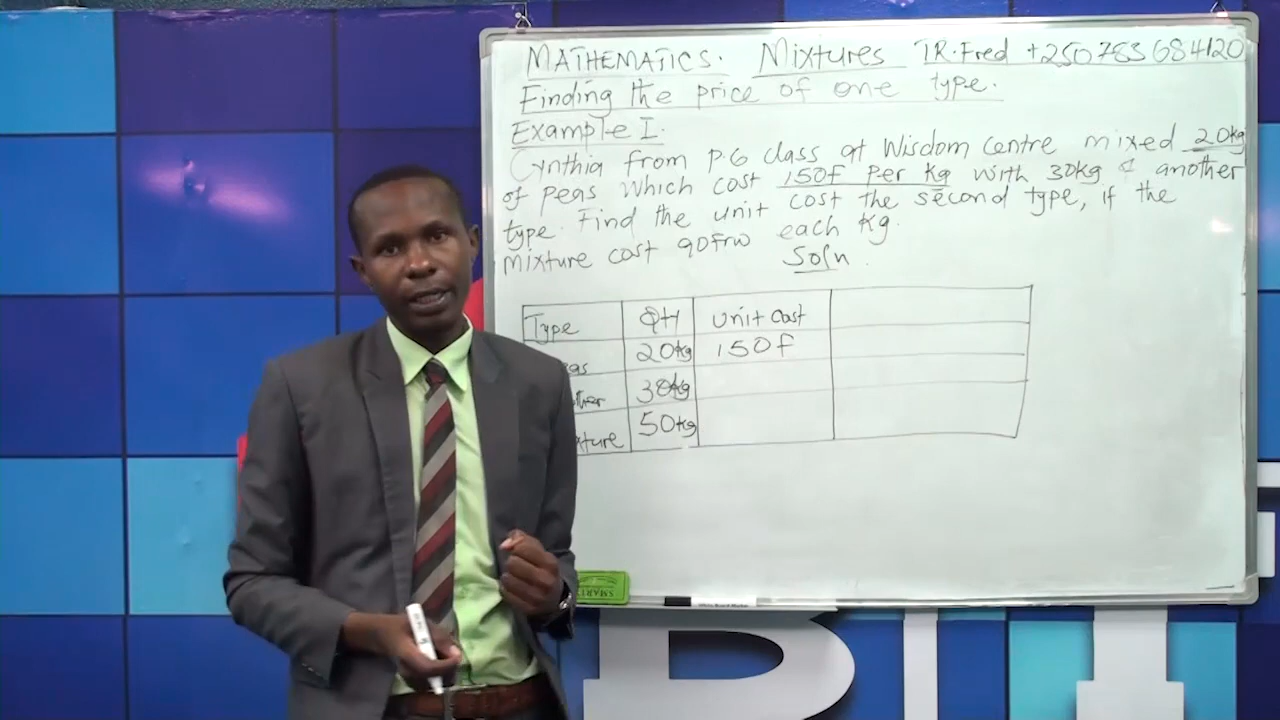 MATHEMATICS. Mixtures TR.Fred +250783684120
Finding the price of one type.
Example I.
Cynthia from P.6 class at Wisdom Centre mixed 20kg
of peas which cost 150f per kg with 30kg of another
type. Find the unit cost the second type, if the
mixture cost 90Frw each kg.
Soln.
Type Qty Unit Cost
20kg 150f
30kg
50kg
SMART